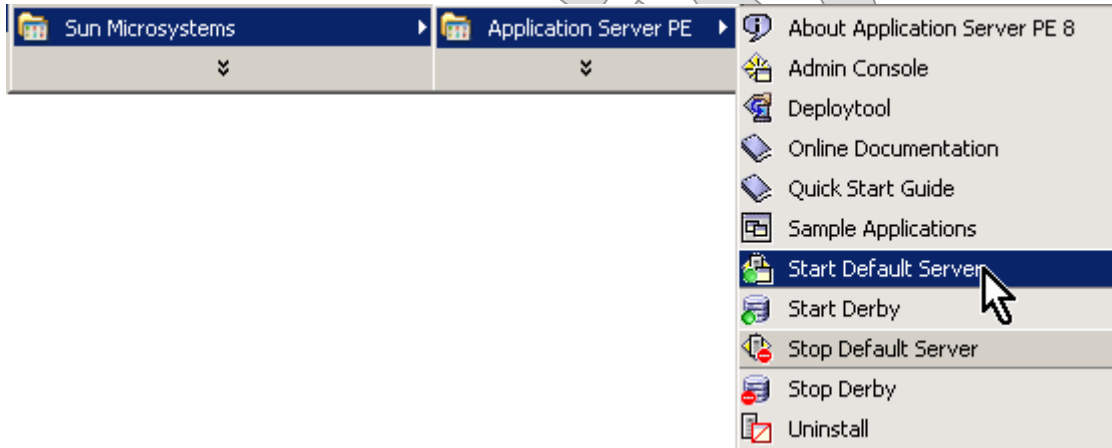 Sun Microsystems
Application Server PE
About Application Server PE 8
Admin Console
Deploytool
Online Documentation
Quick Start Guide
Sample Applications
Start Default Server
Start Derby
Stop Default Server
Stop Derby
Uninstall